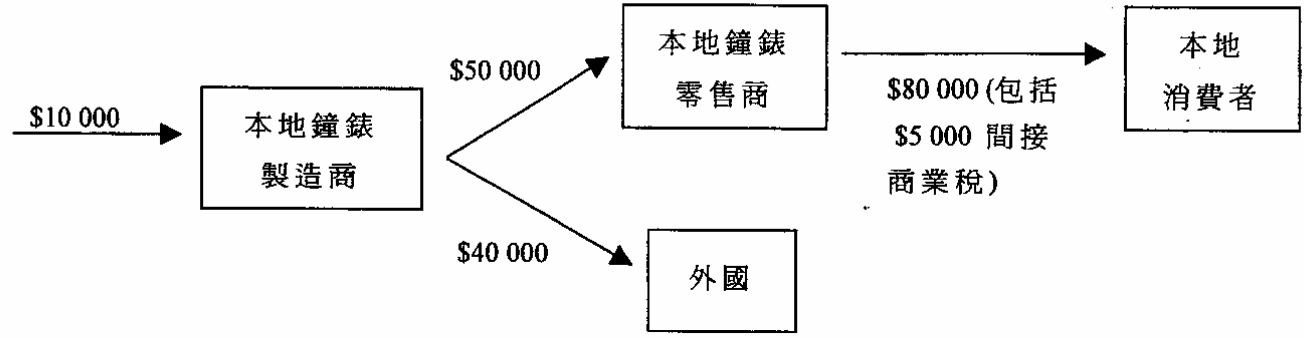 $10 000
本地鐘錶
製造商
$50 000
本地鐘錶
零售商
$80 000 (包括
$5 000 間接
商業稅)
本地
消費者
$40 000
外國